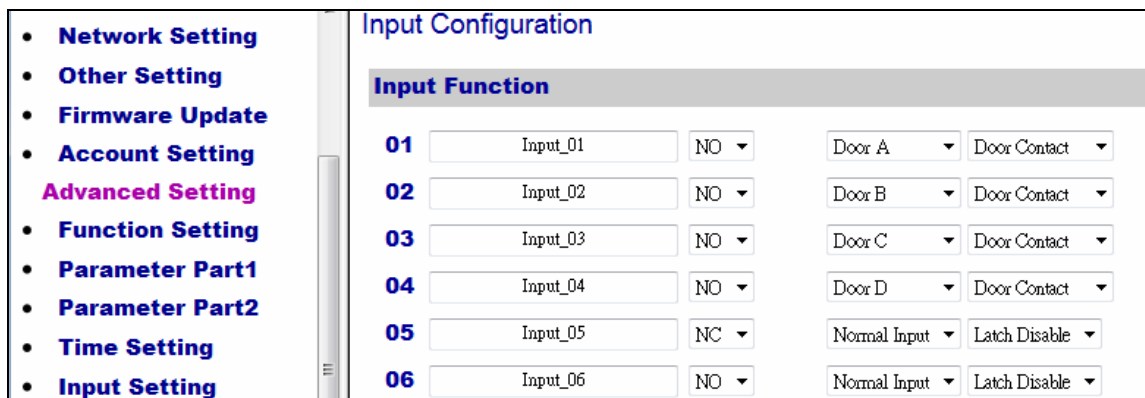 Network Setting
Other Setting
Firmware Update
Account Setting
Advanced Setting
Function Setting
Parameter Part1
Parameter Part2
Time Setting
Input Setting
Input Configuration
Input Function
01 Input_01 NO Door A Door Contact
02 Input_02 NO Door B Door Contact
03 Input_03 NO Door C Door Contact
04 Input_04 NO Door D Door Contact
05 Input_05 NC Normal Input Latch Disable
06 Input_06 NO Normal Input Latch Disable